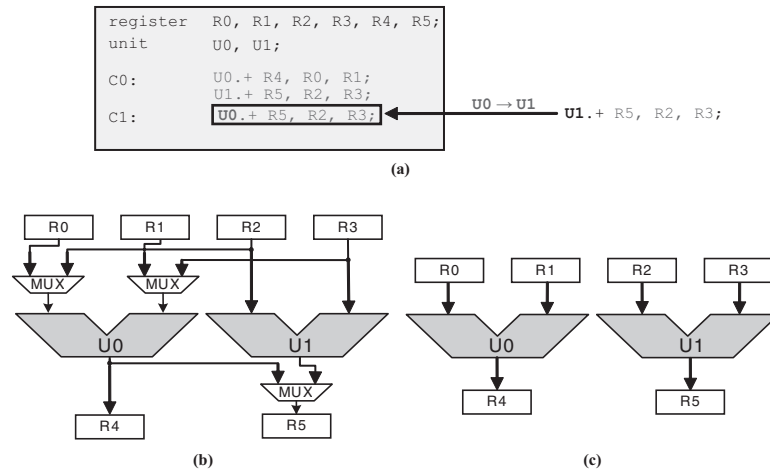 register R0, R1, R2, R3, R4, R5;
unit U0, U1;
C0: U0.+ R4, R0, R1;
U1.+ R5, R2, R3;
C1: U0.+ R5, R2, R3;
U0 → U1
U1.+ R5, R2, R3;
(a)
R0 R1 R2 R3
MUX MUX
U0 U1
MUX
R4 R5
(b)
R0 R1 R2 R3
U0 U1
R4 R5
(c)